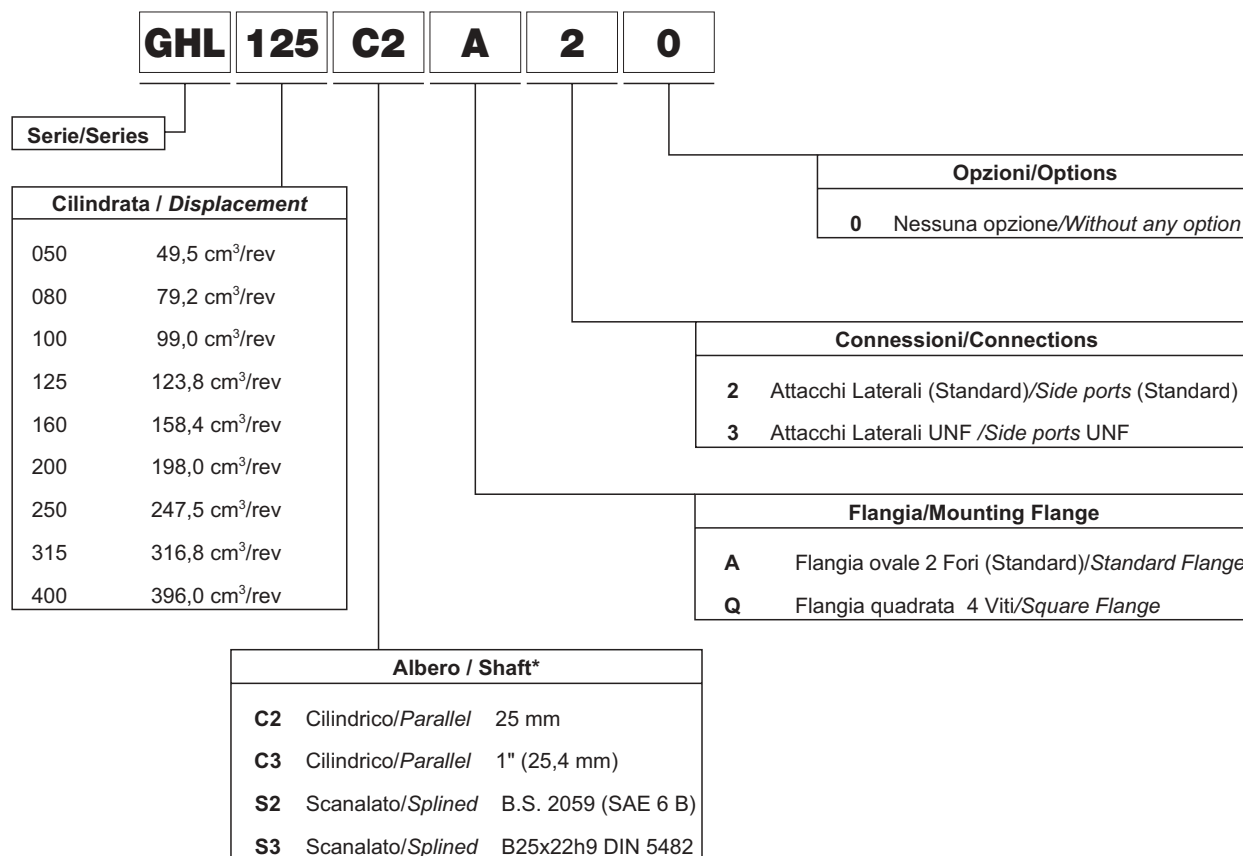 GHL 125 C2 A 2 0
Serie/Series
Cilindrata / Displacement
050 49,5 cm³/rev
080 79,2 cm³/rev
100 99,0 cm³/rev
125 123,8 cm³/rev
160 158,4 cm³/rev
200 198,0 cm³/rev
250 247,5 cm³/rev
315 316,8 cm³/rev
400 396,0 cm³/rev
Opzioni/Options
0 Nessuna opzione/Without any option
Connessioni/Connections
2 Attacchi Laterali (Standard)/Side ports (Standard)
3 Attacchi Laterali UNF /Side ports UNF
Flangia/Mounting Flange
A Flangia ovale 2 Fori (Standard)/Standard Flange
Q Flangia quadrata 4 Viti/Square Flange
Albero / Shaft*
C2 Cilindrico/Parallel 25 mm
C3 Cilindrico/Parallel 1" (25,4 mm)
S2 Scanalato/Splined B.S. 2059 (SAE 6 B)
S3 Scanalato/Splined B25x22h9 DIN 5482